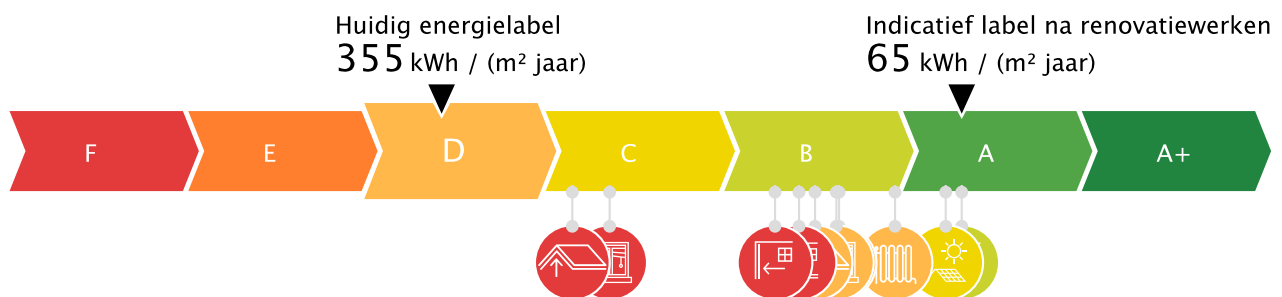 Huidig energielabel
355 kWh / (m² jaar)
Indicatief label na renovatiewerken
65 kWh / (m² jaar)
F E D C B A A+